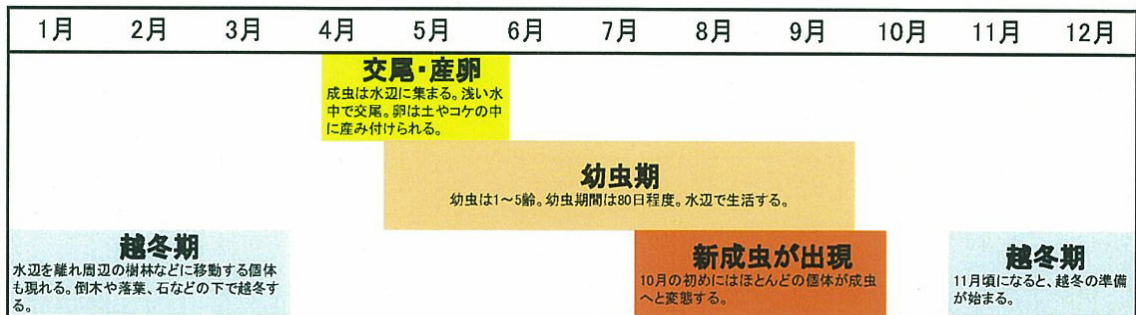 1月 2月 3月 4月 5月 6月 7月 8月 9月 10月 11月 12月
交尾・産卵
成虫は水辺に集まる。浅い水
中で交尾。卵は土やコケの中
に産み付けられる。
幼虫期
幼虫は1～5齢。幼虫期間は80日程度。水辺で生活する。
越冬期
水辺を離れ周辺の樹林などに移動する個体
も現れる。倒木や落葉、石などの下で越冬す
る。
新成虫が出現
10月の初めにはほとんどの個体が成虫
へと変態する。
越冬期
11月頃になると、越冬の準備
が始まる。